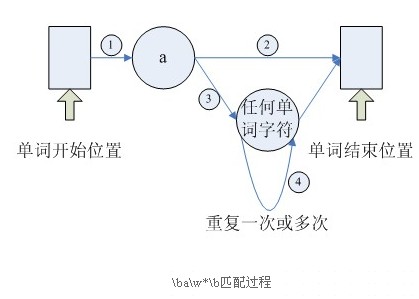 ①
a
②
③
任何单
词字符
单词开始位置
单词结束位置
④
重复一次或多次
\ba\w*\b匹配过程